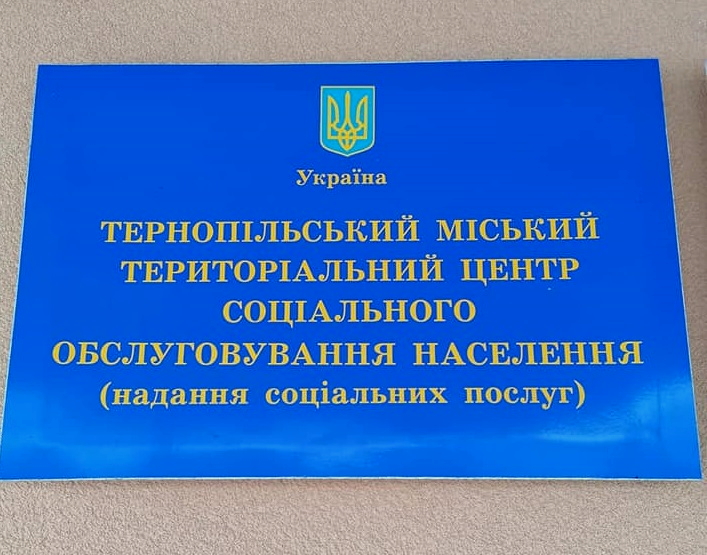 Україна
ТЕРНОПІЛЬСЬКИЙ МІСЬКИЙ
ТЕРИТОРІАЛЬНИЙ ЦЕНТР
СОЦІАЛЬНОГО
ОБСЛУГОВУВАННЯ НАСЕЛЕННЯ
(надання соціальних послуг)